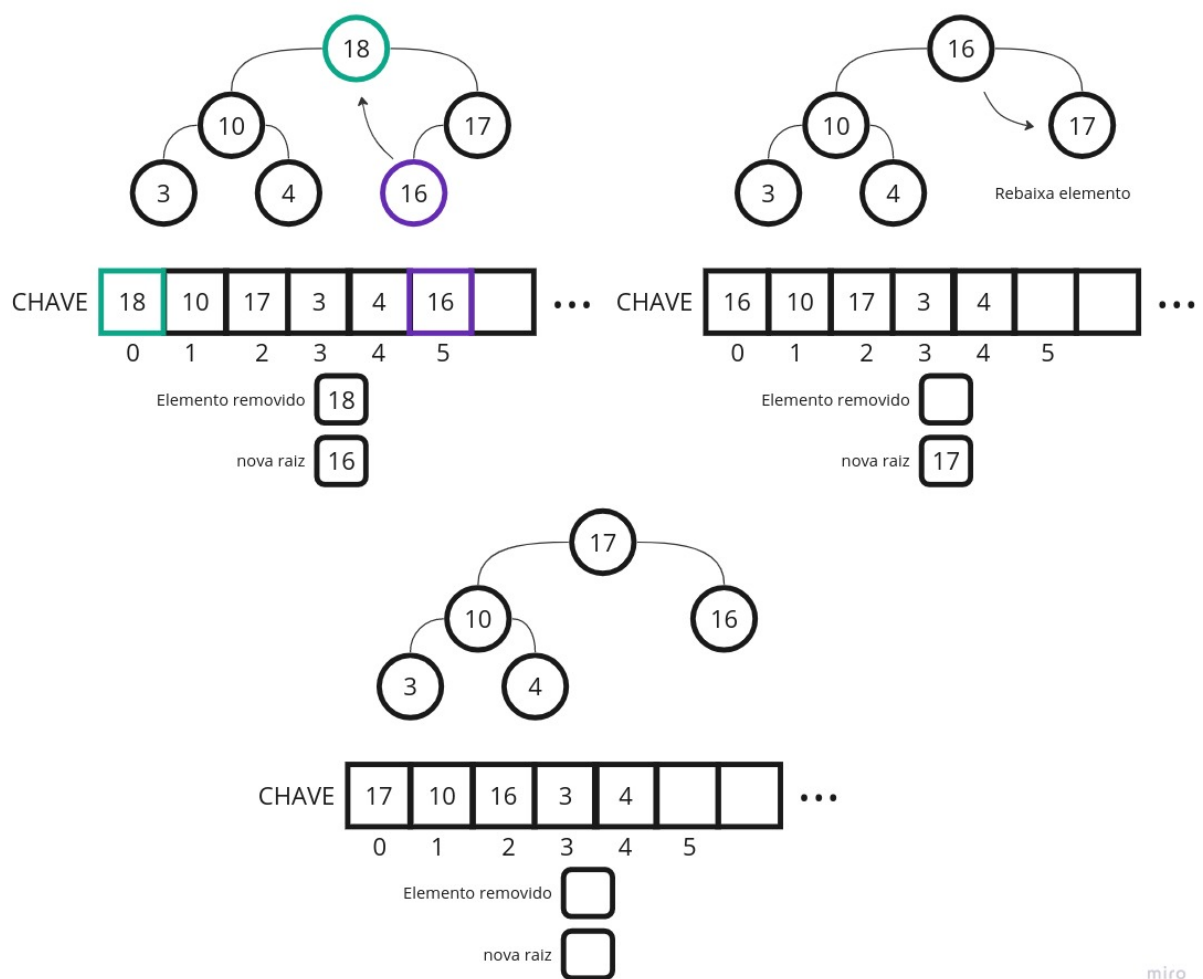 18
10
17
3
4
16
CHAVE 18 10 17 3 4 16 ...
0 1 2 3 4 5
Elemento removido 18
nova raiz 16
16
10
17
3
4
Rebaixa elemento
CHAVE 16 10 17 3 4 ...
0 1 2 3 4 5
Elemento removido
nova raiz 17
17
10
16
3
4
CHAVE 17 10 16 3 4 ...
0 1 2 3 4 5
Elemento removido
nova raiz
miro